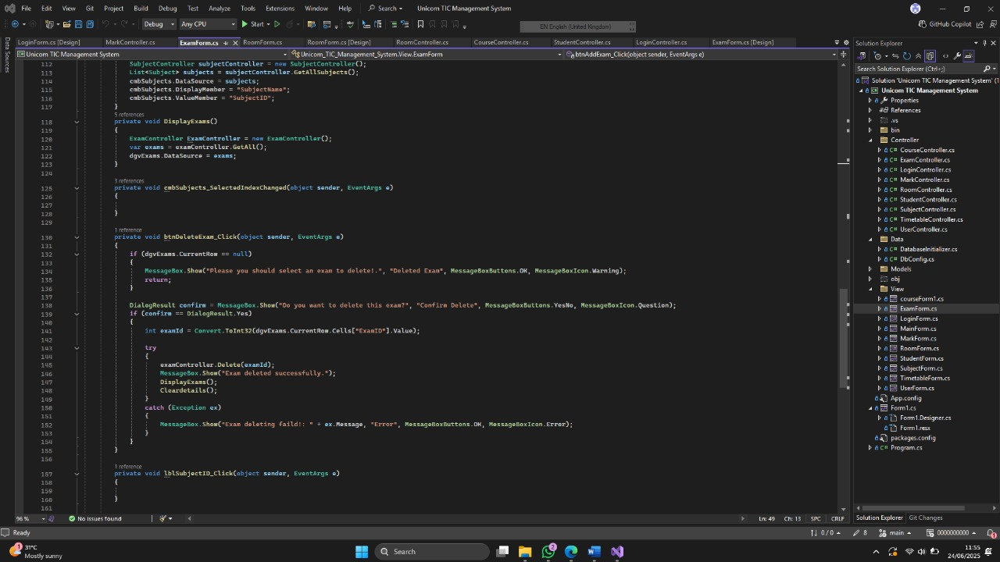 File Edit View Git Project Build Debug Test Analyze Tools Extensions Window Help Search Unicom TIC Management System
Debug Any CPU Start EN English (United Kingdom) GitHub Copilot
Data Sources
LoginForm.cs [Design] MarkController.cs ExamForm.cs RoomForm.cs RoomForm.cs [Design] RoomController.cs CourseController.cs StudentController.cs LoginController.cs ExamForm.cs [Design]
Unicom TIC Management System Unicom_TIC_Management_System.View.ExamForm btnAddExam_Click(object sender, EventArgs e)
112 SubjectController subjectController = new SubjectController();
113 List<Subject> subjects = subjectController.GetAllSubjects();
114 cmbSubjects.DataSource = subjects;
115 cmbSubjects.DisplayMember = "SubjectName";
116 cmbSubjects.ValueMember = "SubjectID";
117 }
5 references
118 private void DisplayExams()
119 {
120 ExamController ExamController = new ExamController();
121 var exams = examController.GetAll();
122 dgvExams.DataSource = exams;
123 }
124
3 references
125 private void cmbSubjects_SelectedIndexChanged(object sender, EventArgs e)
126 {
127
128 }
129
1 reference
130 private void btnDeleteExam_Click(object sender, EventArgs e)
131 {
132 if (dgvExams.CurrentRow == null)
133 {
134 MessageBox.Show("Please you should select an exam to delete!.", "Deleted Exam", MessageBoxButtons.OK, MessageBoxIcon.Warning);
135 return;
136 }
137
138 DialogResult confirm = MessageBox.Show("Do you want to delete this exam?", "Confirm Delete", MessageBoxButtons.YesNo, MessageBoxIcon.Question);
139 if (confirm == DialogResult.Yes)
140 {
141 int examId = Convert.ToInt32(dgvExams.CurrentRow.Cells["ExamID"].Value);
142
143 try
144 {
145 examController.Delete(examId);
146 MessageBox.Show("Exam deleted successfully.");
147 DisplayExams();
148 Cleardetails();
149 }
150 catch (Exception ex)
151 {
152 MessageBox.Show("Exam deleting faild!: " + ex.Message, "Error", MessageBoxButtons.OK, MessageBoxIcon.Error);
153 }
154 }
155 }
156
1 reference
157 private void lblSubjectID_Click(object sender, EventArgs e)
158 {
159
160 }
161
96 % No issues found Ln: 49 Ch: 13 SPC CRLF
Solution Explorer
Search Solution Explorer (Ctrl+;)
Solution 'Unicom TIC Management System' (1
Unicom TIC Management System
Properties
References
.vs
bin
Controller
C# CourseController.cs
C# ExamController.cs
C# LoginController.cs
C# MarkController.cs
C# RoomController.cs
C# StudentController.cs
C# SubjectController.cs
C# TimetableController.cs
C# UserController.cs
Data
C# DatabaseInitializer.cs
C# DbConfig.cs
Models
obj
View
courseForm1.cs
ExamForm.cs
LoginForm.cs
MainForm.cs
MarkForm.cs
RoomForm.cs
StudentForm.cs
SubjectForm.cs
TimetableForm.cs
UserForm.cs
App.config
Form1.cs
C# Form1.Designer.cs
Form1.resx
packages.config
C# Program.cs
Solution Explorer Git Changes
Ready 0 / 0 8 main 0000000000 1
1 31°C
Mostly sunny
Search
2
11:55
24/06/2025